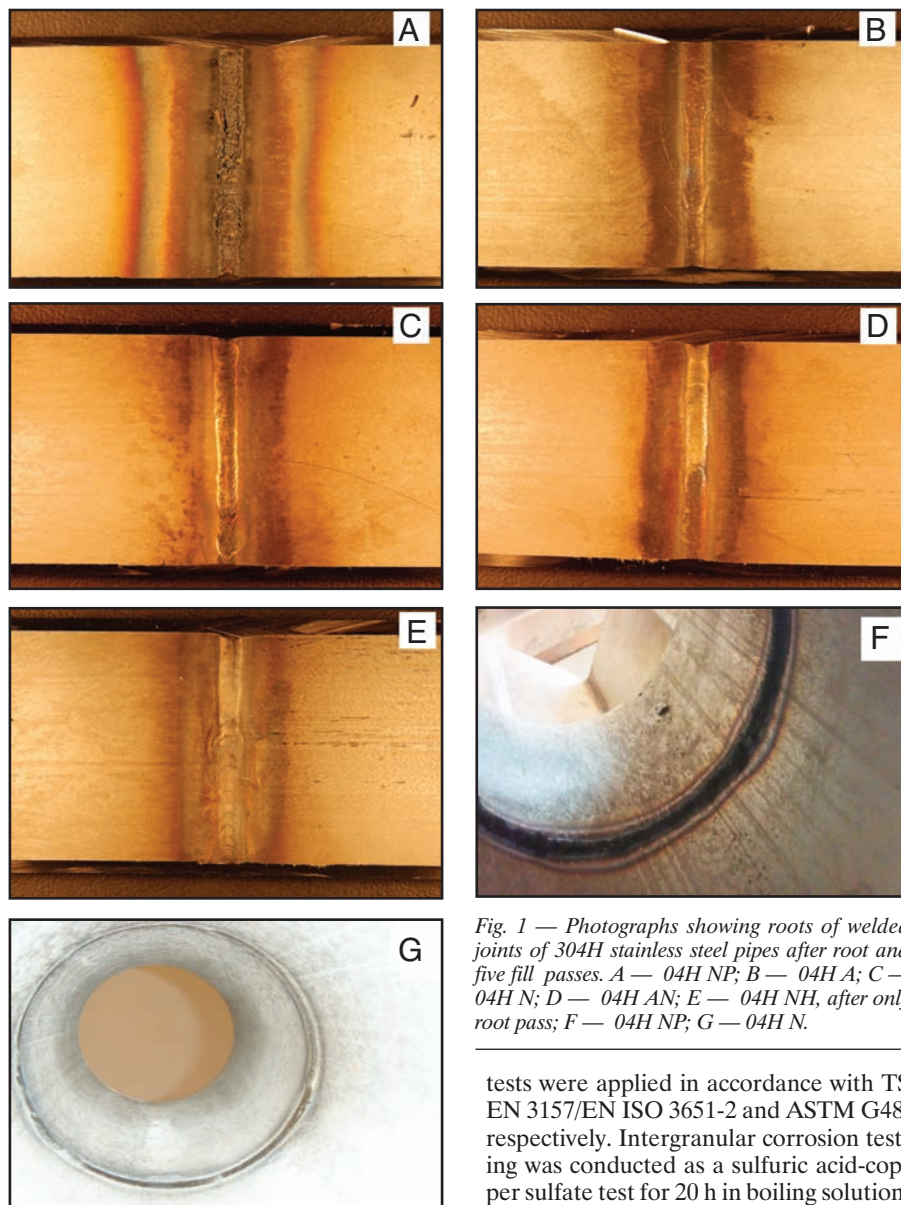 A
B
C
D
E
F
G
Fig. 1 — Photographs showing roots of welded
joints of 304H stainless steel pipes after root and
five fill passes. A — 04H NP; B — 04H A; C —
04H N; D — 04H AN; E — 04H NH, after only
root pass; F — 04H NP; G — 04H N.
tests were applied in accordance with TS
EN 3157/EN ISO 3651-2 and ASTM G48,
respectively. Intergranular corrosion test-
ing was conducted as a sulfuric acid-cop-
per sulfate test for 20 h in boiling solution